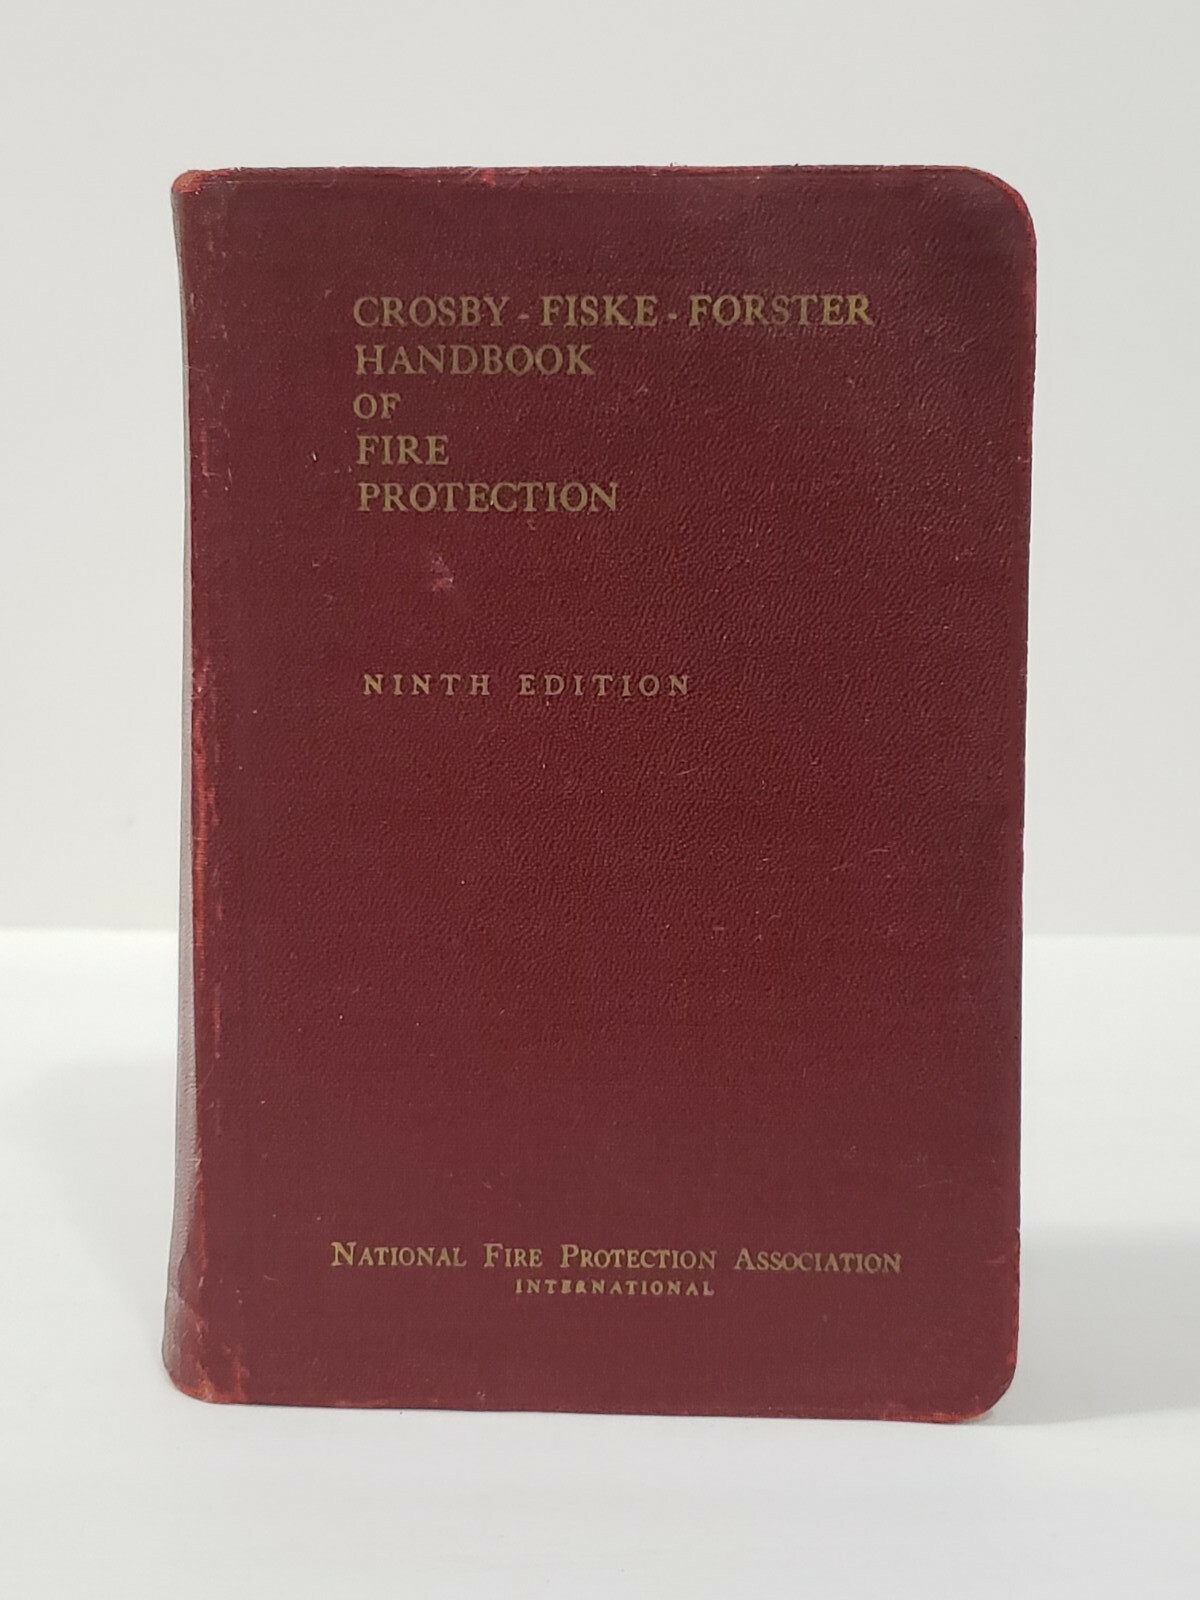 CROSBY - FISKE - FORSTER
HANDBOOK
OF
FIRE
PROTECTION
NINTH EDITION
NATIONAL FIRE PROTECTION ASSOCIATION
INTERNATIONAL